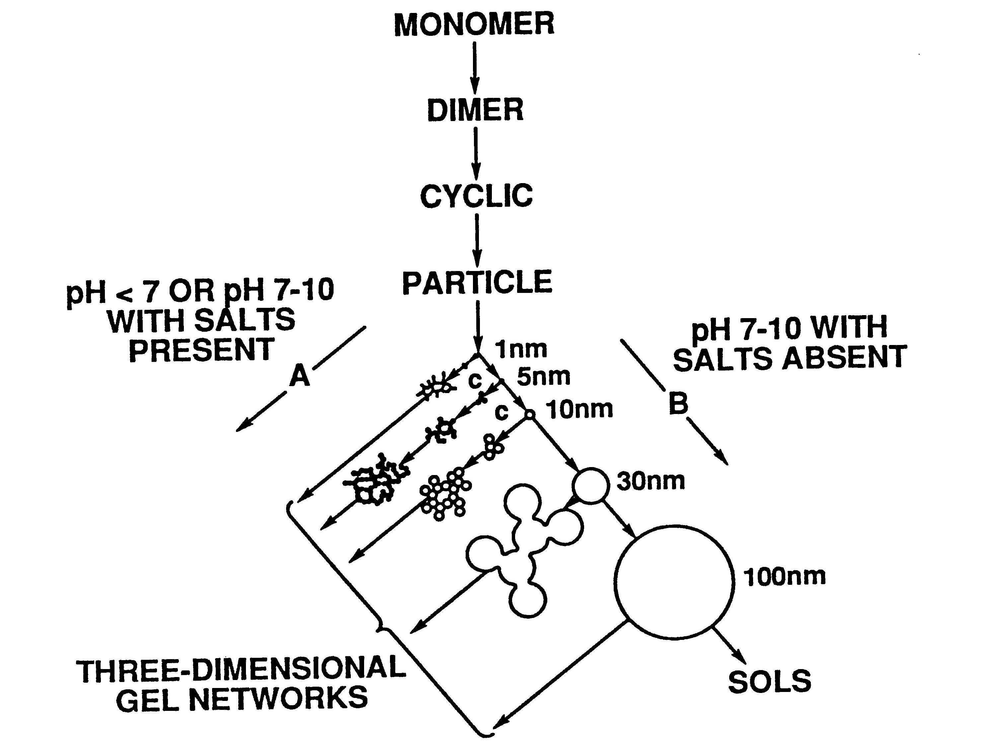 MONOMER
DIMER
CYCLIC
PARTICLE
pH < 7 OR pH 7-10
WITH SALTS
PRESENT
A
pH 7-10 WITH
SALTS ABSENT
B
1nm
c
5nm
c
10nm
30nm
100nm
THREE-DIMENSIONAL
GEL NETWORKS
SOLS